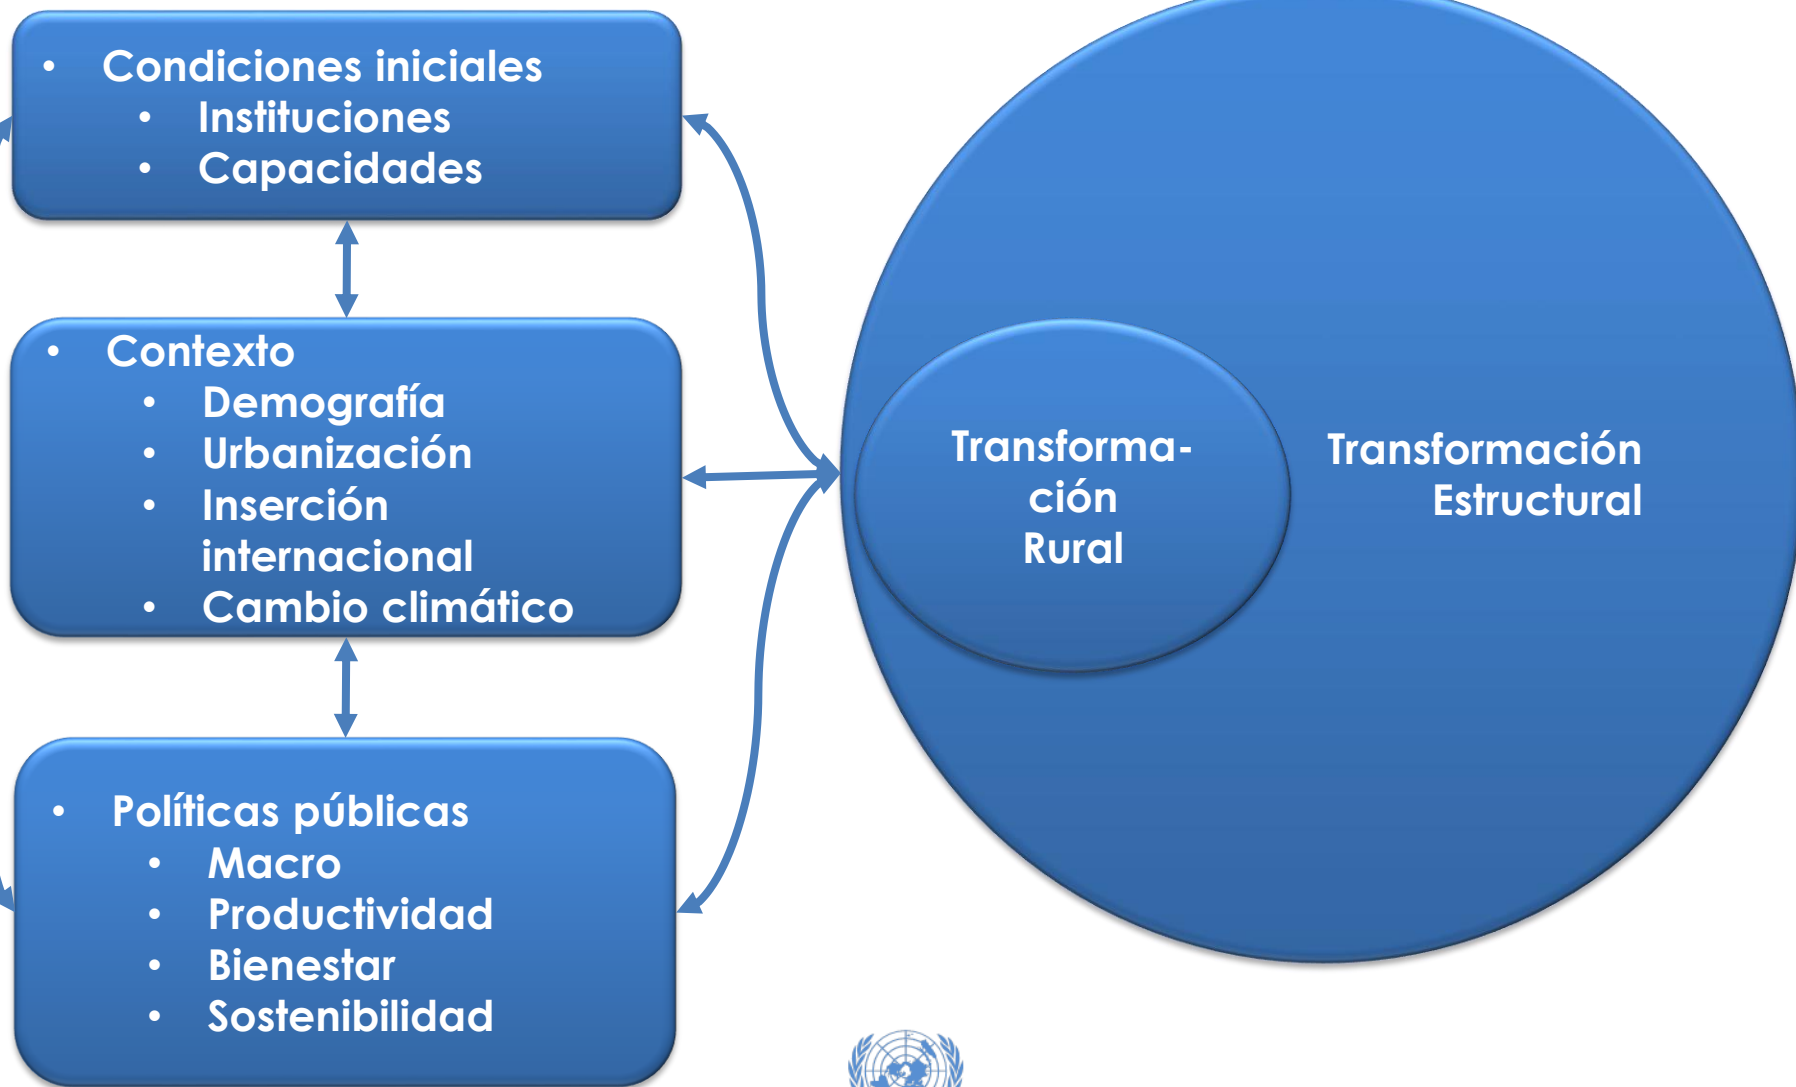 • Condiciones iniciales
• Instituciones
• Capacidades
• Contexto
• Demografía
• Urbanización
• Inserción
internacional
• Cambio climático
• Políticas públicas
• Macro
• Productividad
• Bienestar
• Sostenibilidad
Transforma-
ción
Rural
Transformación
Estructural